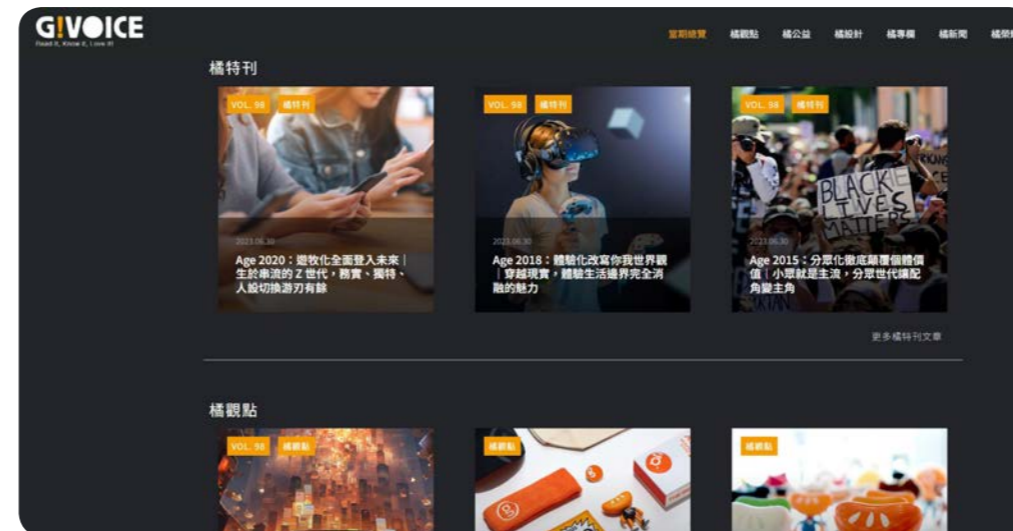 G!VOICE
Read it, Know it, Love it!
當期總覽 橘觀點 橘公益 橘設計 橘專欄 橘新聞
橘特刊
VOL. 98 橘特刊
2023.06.30
Age 2020：遊牧化全面登入未來｜
生於串流的 Z 世代，務實、獨特、
人設切換游刃有餘
VOL. 98 橘特刊
2023.06.30
Age 2018：體驗化改寫你我世界觀
｜穿越現實，體驗生活邊界完全消
融的魅力
VOL. 98 橘特刊
BLACK
LIVES
MATTER
2023.06.30
Age 2015：分眾化徹底顛覆個體價
值｜小眾就是主流，分眾世代讓配
角變主角
更多橘特刊文章
橘觀點
VOL. 98 橘觀點
橘觀點
橘觀點